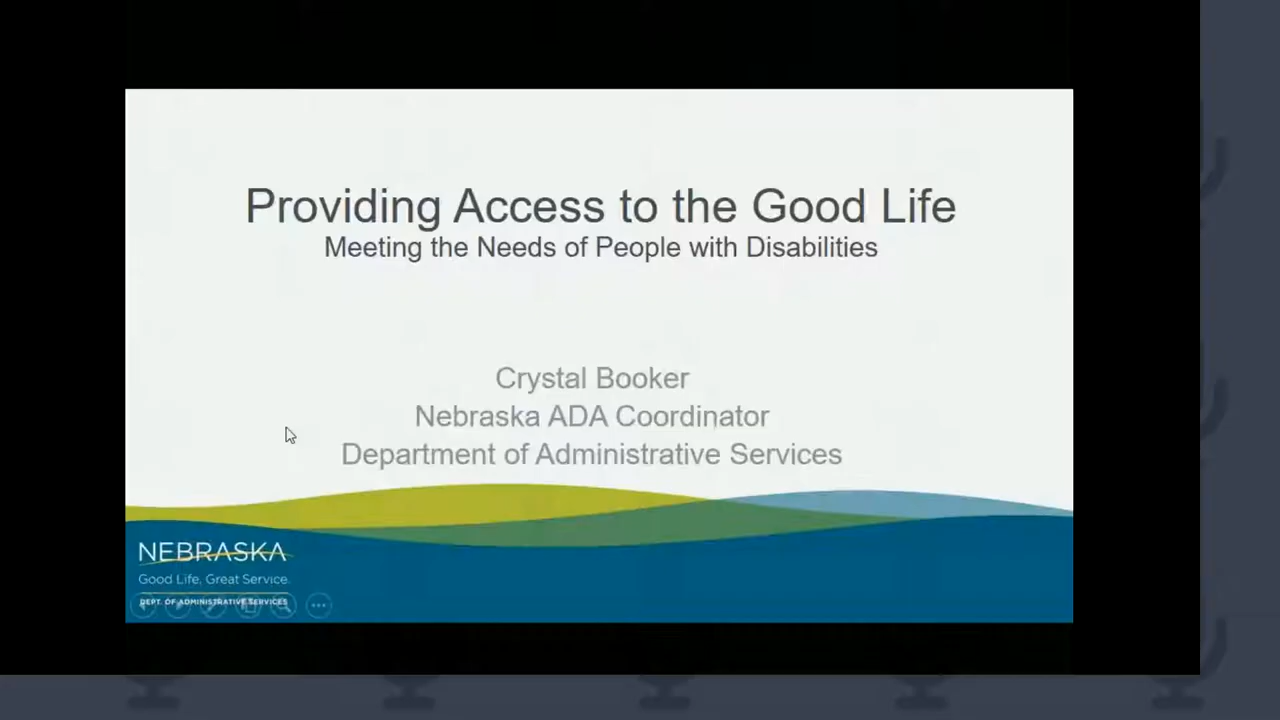 Providing Access to the Good Life
Meeting the Needs of People with Disabilities
Crystal Booker
Nebraska ADA Coordinator
Department of Administrative Services
NEBRASKA
Good Life. Great Service.
DEPT. OF ADMINISTRATIVE SERVICES